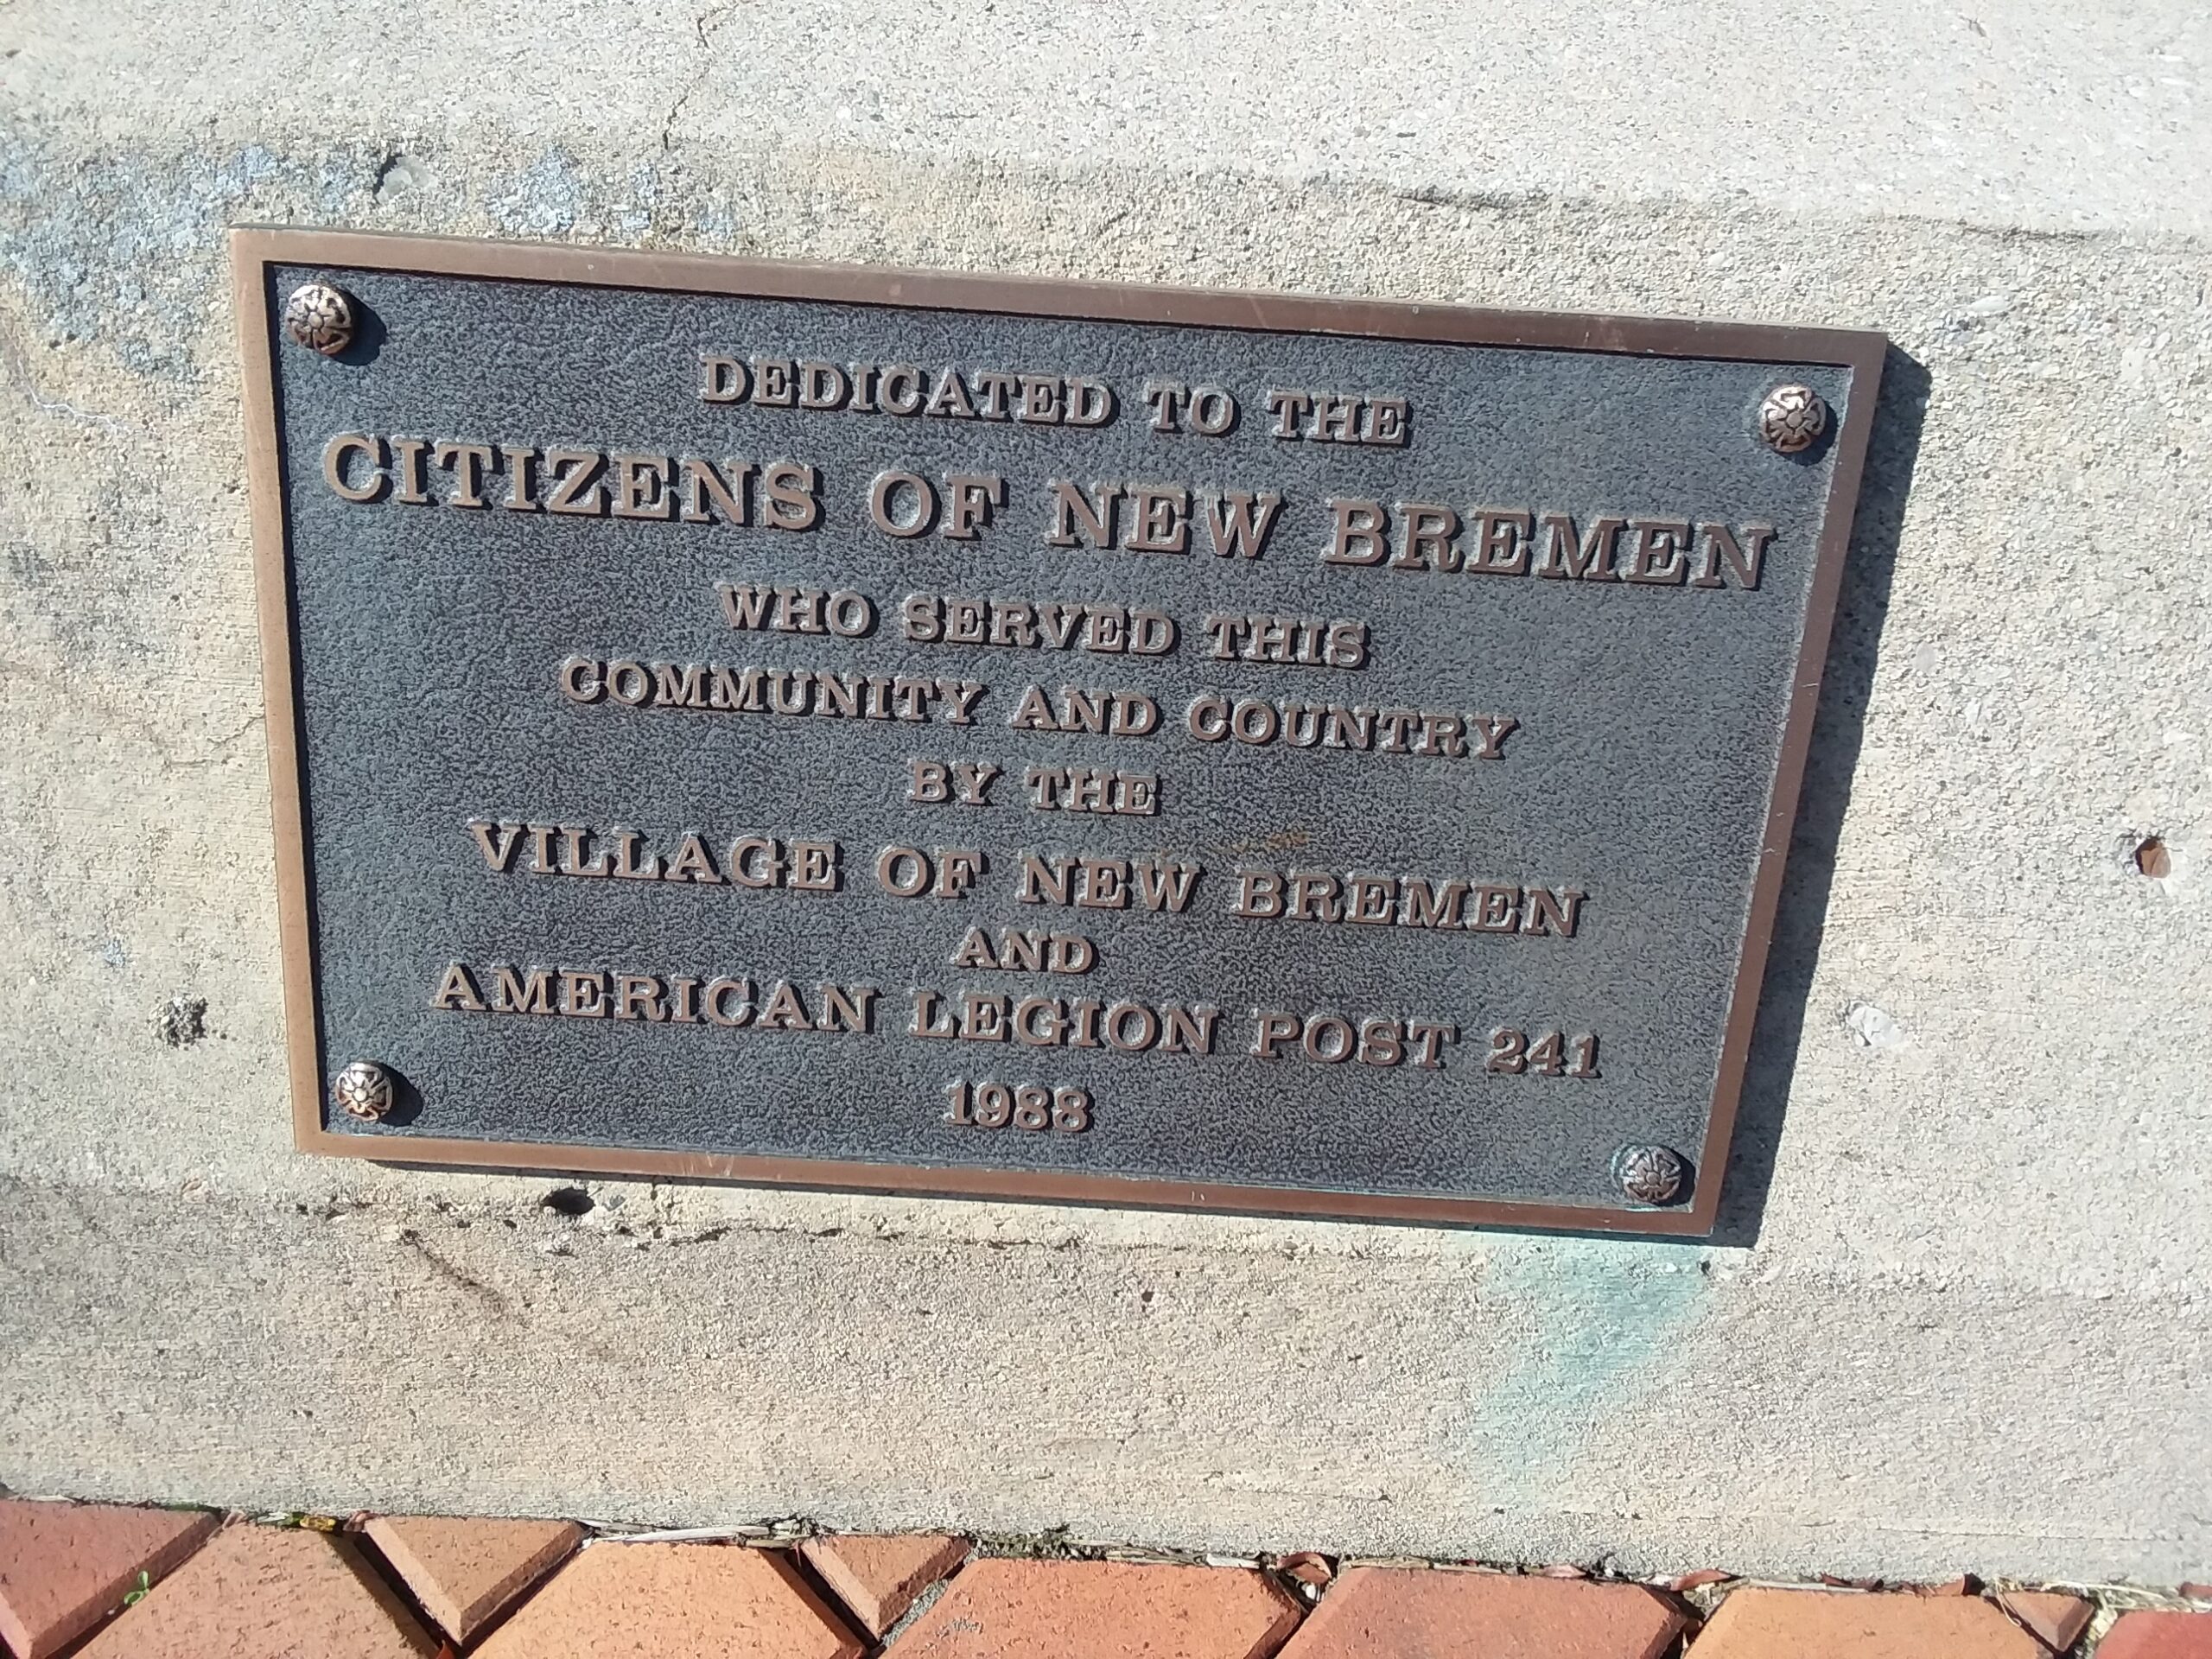 DEDICATED TO THE
CITIZENS OF NEW BREMEN
WHO SERVED THIS
COMMUNITY AND COUNTRY
BY THE
VILLAGE OF NEW BREMEN
AND
AMERICAN LEGION POST 241
1988